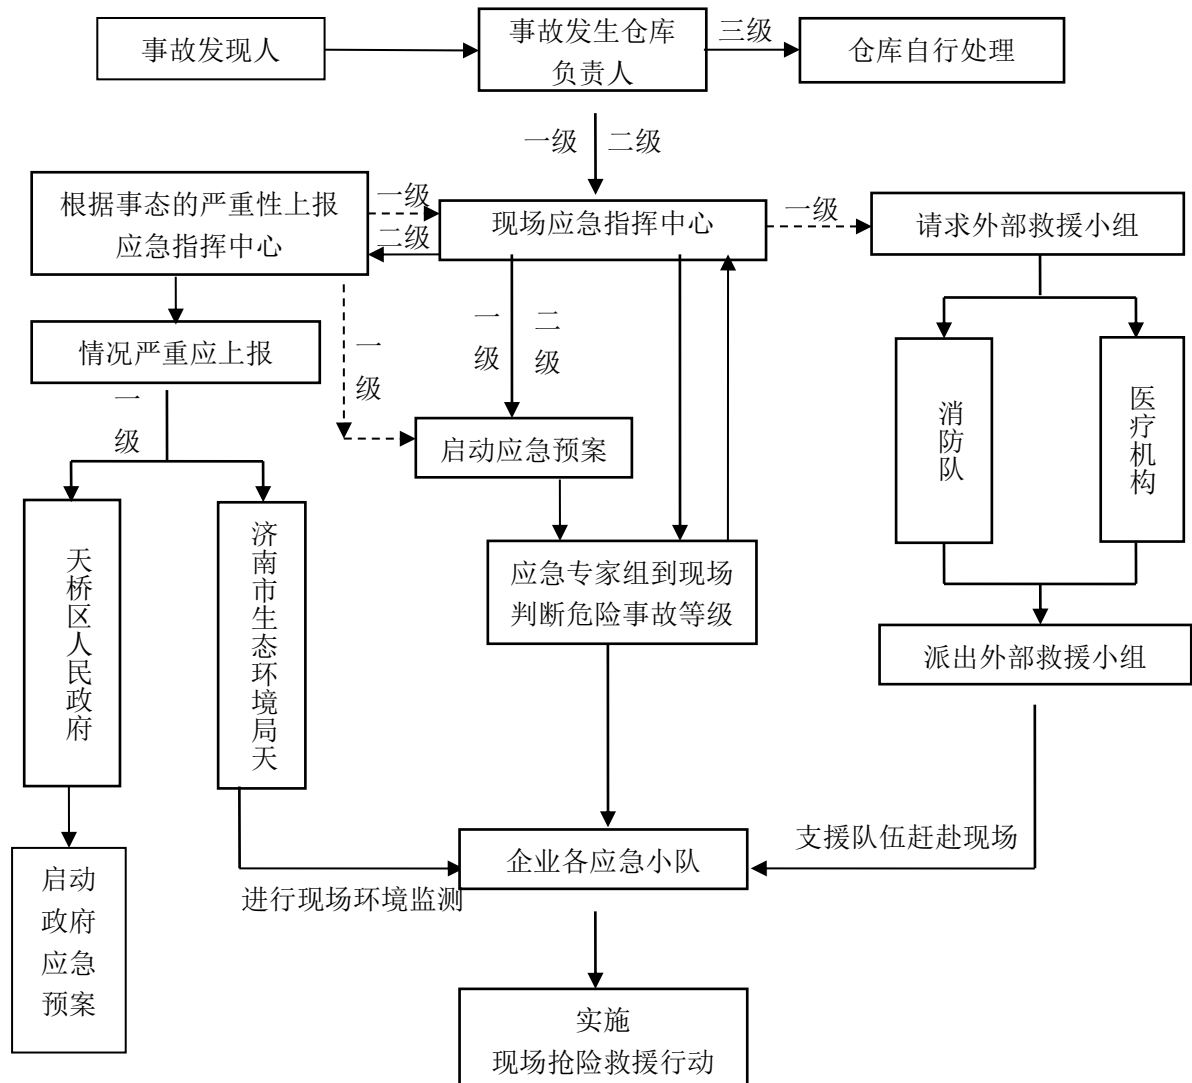 事故发现人
事故发生仓库
负责人
三级
仓库自行处理
一级
二级
根据事态的严重性上报
应急指挥中心
一级
二级
现场应急指挥中心
一级
请求外部救援小组
情况严重应上报
一级
一级
一级
二级
启动应急预案
消防队
医疗机构
天桥区人民政府
济南市生态环境局天
应急专家组到现场
判断危险事故等级
派出外部救援小组
启动
政府
应急
预案
进行现场环境监测
企业各应急小队
支援队伍赶赴现场
实施
现场抢险救援行动